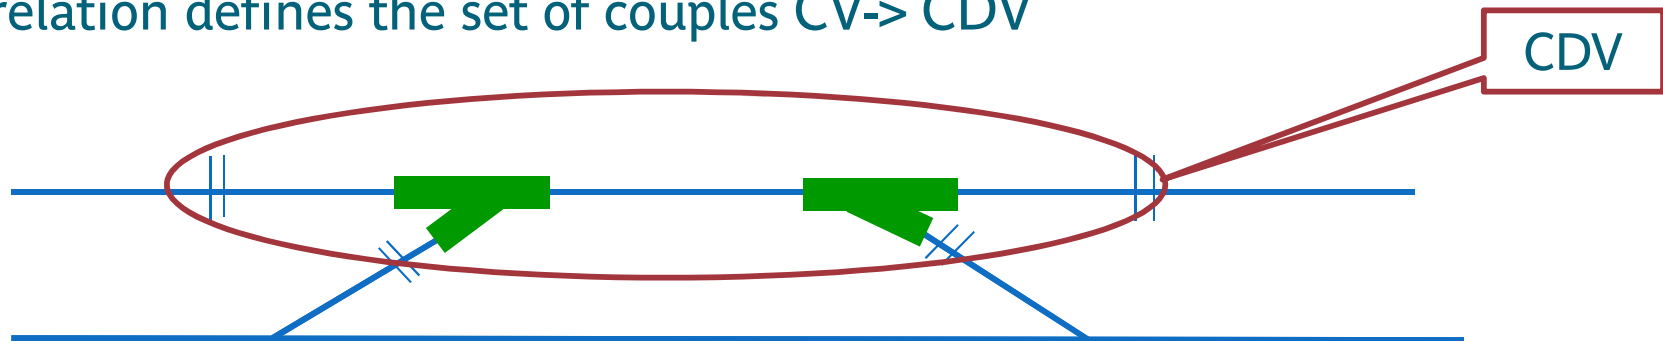 relation defines the set of couples CV-> CDV
CDV